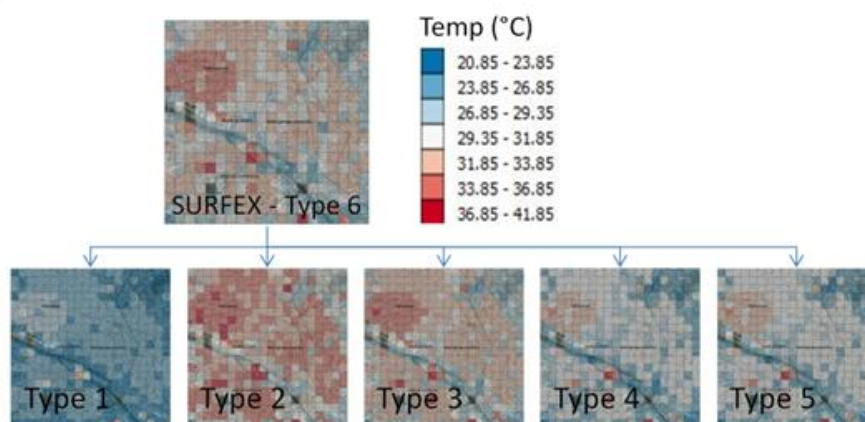 Temp (°C)
20.85 - 23.85
23.85 - 26.85
26.85 - 29.35
29.35 - 31.85
31.85 - 33.85
33.85 - 36.85
36.85 - 41.85
SURFEX - Type 6
Type 1
Type 2
Type 3
Type 4
Type 5